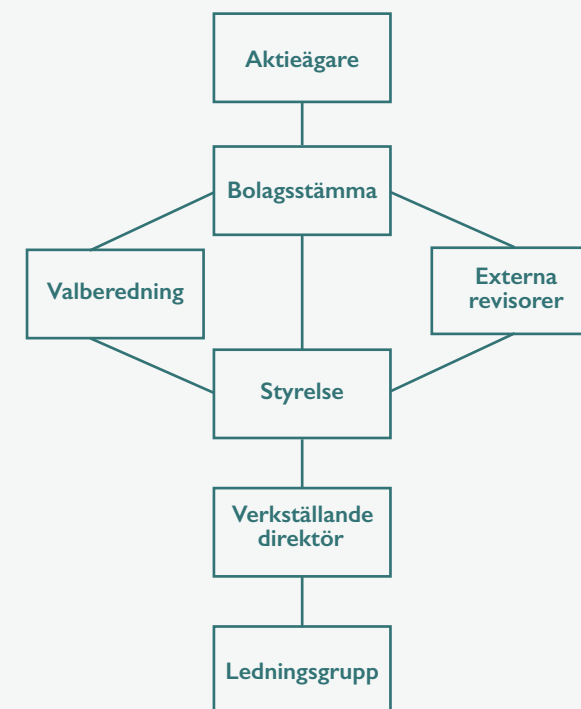 Aktieägare
Bolagsstämma
Valberedning
Externa
revisorer
Styrelse
Verkställande
direktör
Ledningsgrupp